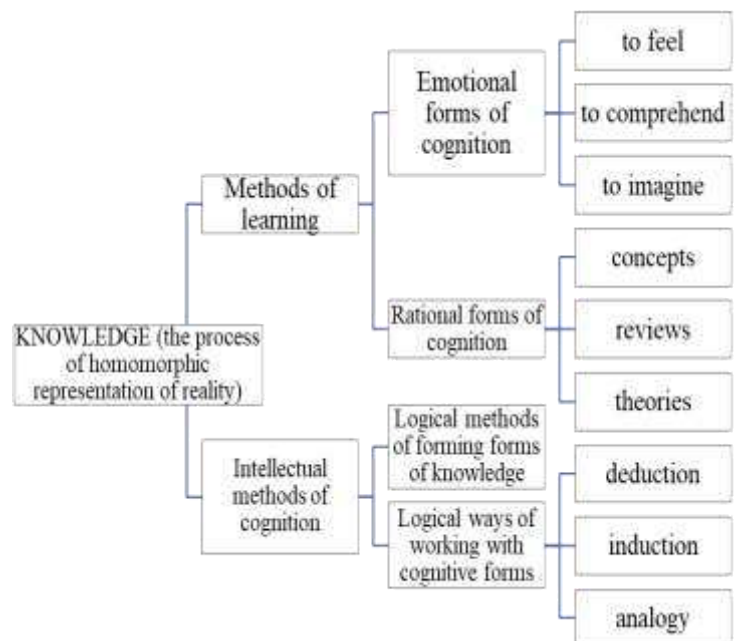 to feel
Emotional
forms of
cognition
to comprehend
to imagine
Methods of
learning
concepts
Rational forms of
cognition
reviews
theories
KNOWLEDGE (the process
of homomorphic
representation of reality)
Logical methods
of forming forms
of knowledge
Intellectual
methods of
cognition
deduction
Logical ways of
working with
cognitive forms
induction
analogy